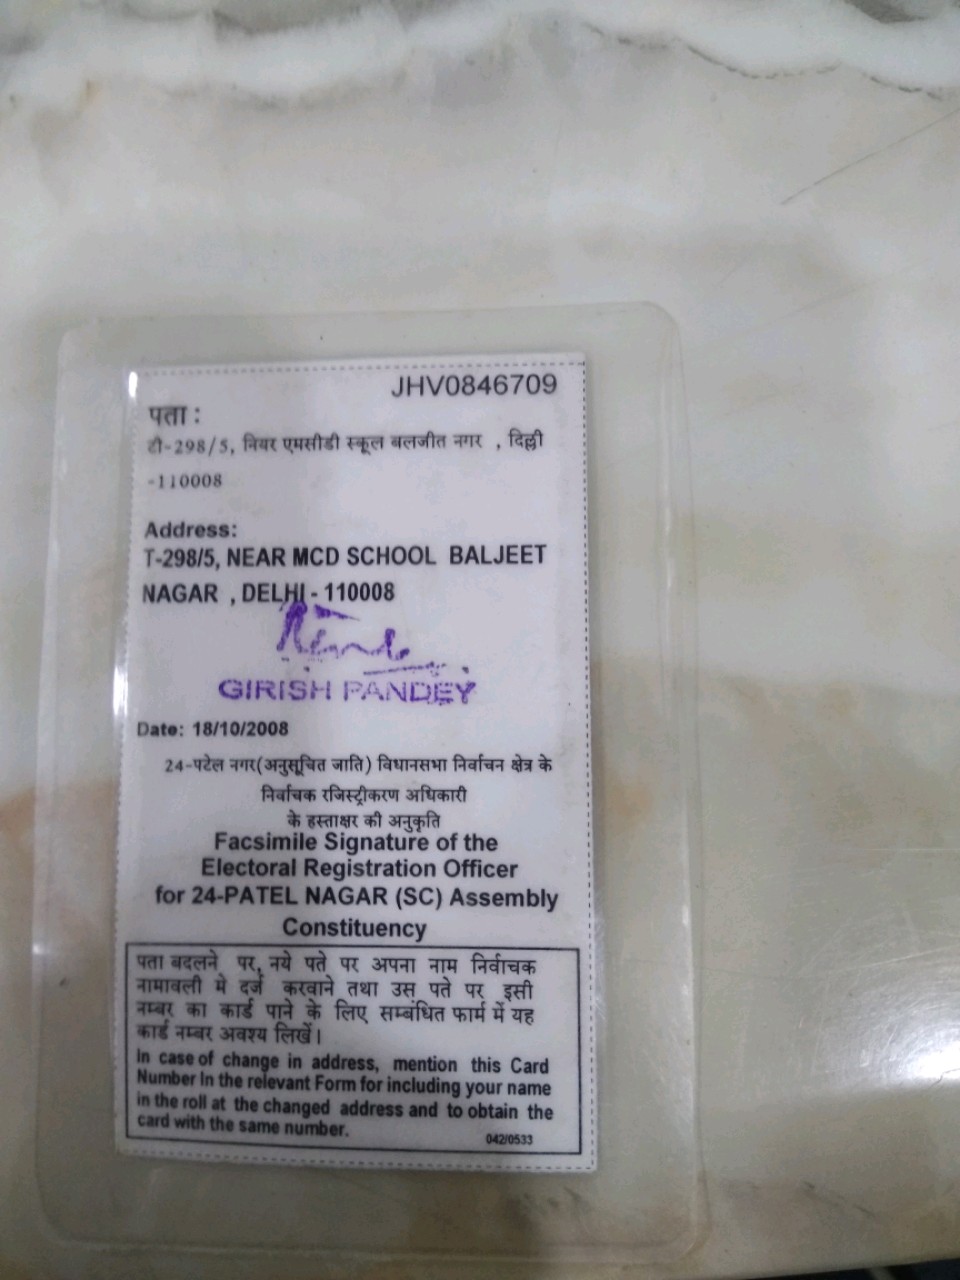 JHV0846709
पता :
टी-298/5, नियर एमसीडी स्कूल बलजीत नगर , दिल्ली
-110008
Address:
T-298/5, NEAR MCD SCHOOL BALJEET
NAGAR , DELHI - 110008
GIRISH PANDEY
Date: 18/10/2008
24-पटेल नगर(अनुसूचित जाति) विधानसभा निर्वाचन क्षेत्र के
निर्वाचक रजिस्ट्रीकरण अधिकारी
के हस्ताक्षर की अनुकृति
Facsimile Signature of the
Electoral Registration Officer
for 24-PATEL NAGAR (SC) Assembly
Constituency
पता बदलने पर, नये पते पर अपना नाम निर्वाचक
नामावली मे दर्ज करवाने तथा उस पते पर इसी
नम्बर का कार्ड पाने के लिए सम्बंधित फार्म में यह
कार्ड नम्बर अवश्य लिखें।
In case of change in address, mention this Card
Number In the relevant Form for including your name
in the roll at the changed address and to obtain the
card with the same number.
042/0533